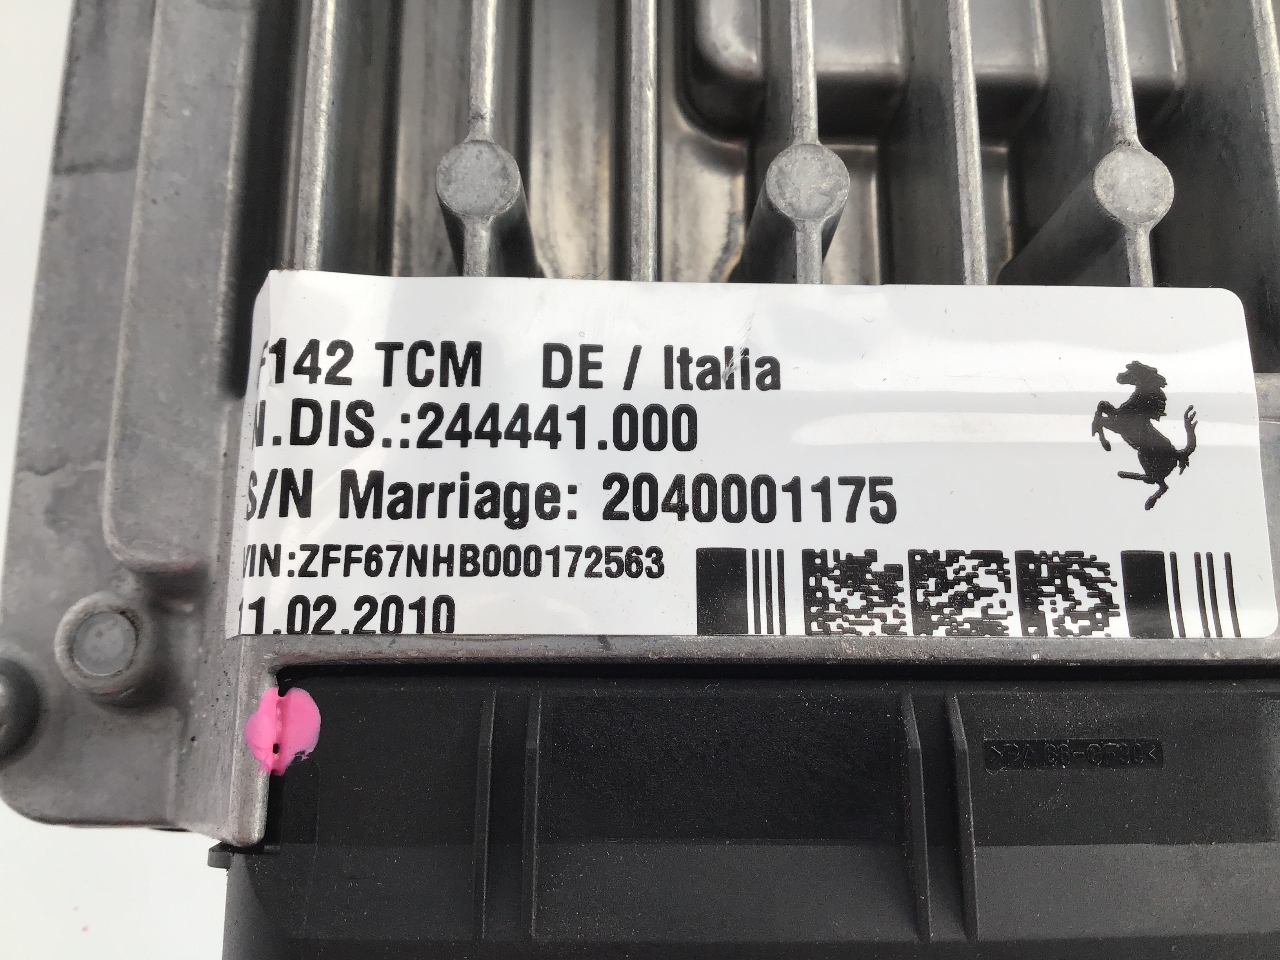 F142 TCM DE / Italia
N.DIS.:244441.000
S/N Marriage: 2040001175
VIN:ZFF67NHB000172563
11.02.2010